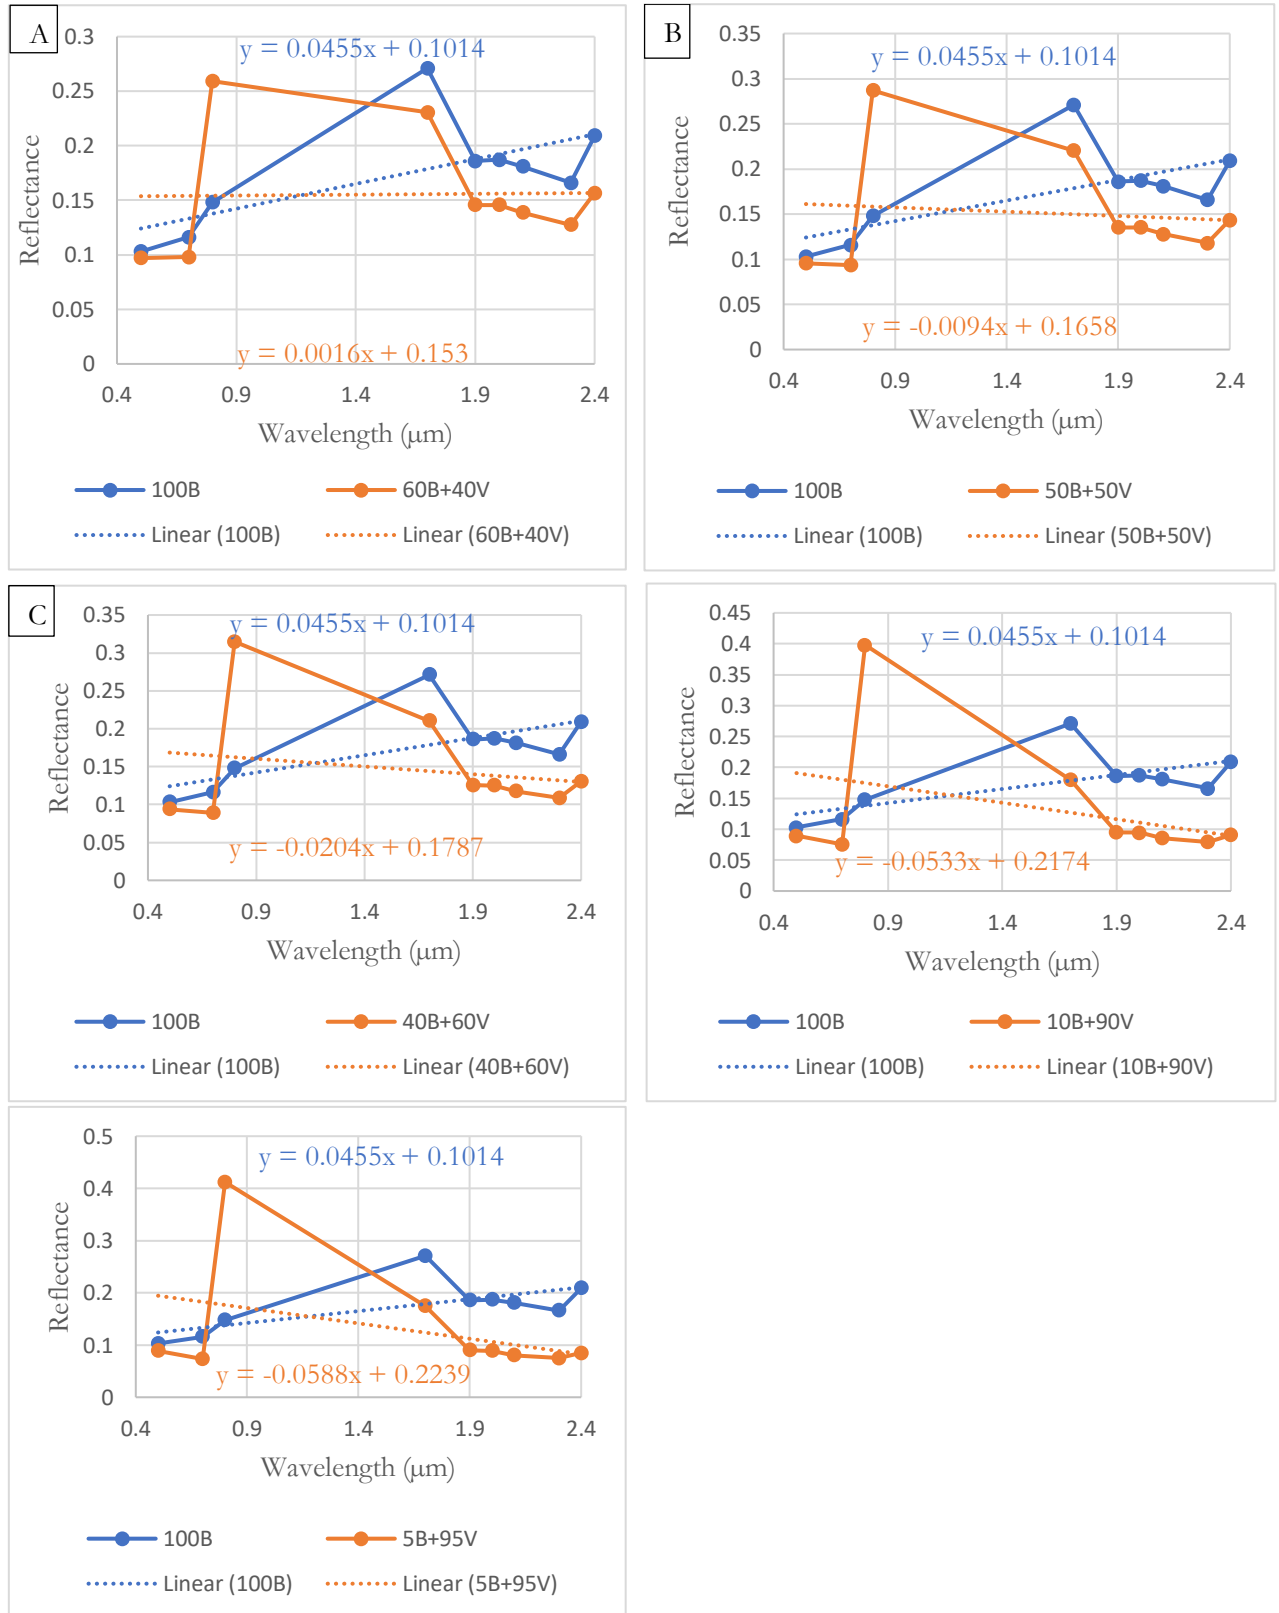 A
y = 0.0455x + 0.1014
0.3
0.25
0.2
0.15
0.1
0.05
0
Reflectance
y = 0.0016x + 0.153
0.4 0.9 1.4 1.9 2.4
Wavelength (μm)
100B 60B+40V
Linear (100B) Linear (60B+40V)
B
y = 0.0455x + 0.1014
0.35
0.3
0.25
0.2
0.15
0.1
0.05
0
Reflectance
y = -0.0094x + 0.1658
0.4 0.9 1.4 1.9 2.4
Wavelength (μm)
100B 50B+50V
Linear (100B) Linear (50B+50V)
C
y = 0.0455x + 0.1014
0.35
0.3
0.25
0.2
0.15
0.1
0.05
0
Reflectance
y = -0.0204x + 0.1787
0.4 0.9 1.4 1.9 2.4
Wavelength (μm)
100B 40B+60V
Linear (100B) Linear (40B+60V)
y = 0.0455x + 0.1014
0.45
0.4
0.35
0.3
0.25
0.2
0.15
0.1
0.05
0
Reflectance
y = -0.0533x + 0.2174
0.4 0.9 1.4 1.9 2.4
Wavelength (μm)
100B 10B+90V
Linear (100B) Linear (10B+90V)
y = 0.0455x + 0.1014
0.5
0.4
0.3
0.2
0.1
0
Reflectance
y = -0.0588x + 0.2239
0.4 0.9 1.4 1.9 2.4
Wavelength (μm)
100B 5B+95V
Linear (100B) Linear (5B+95V)